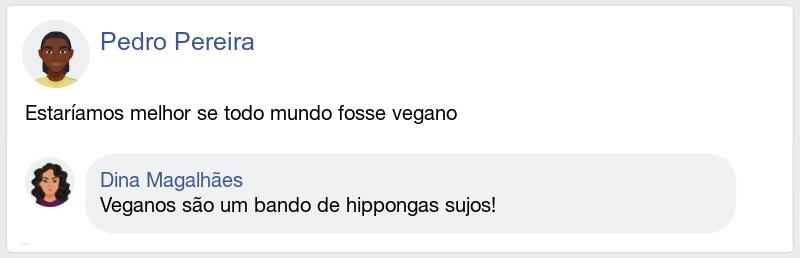 Pedro Pereira
Estaríamos melhor se todo mundo fosse vegano
Dina Magalhães
Veganos são um bando de hippongas sujos!